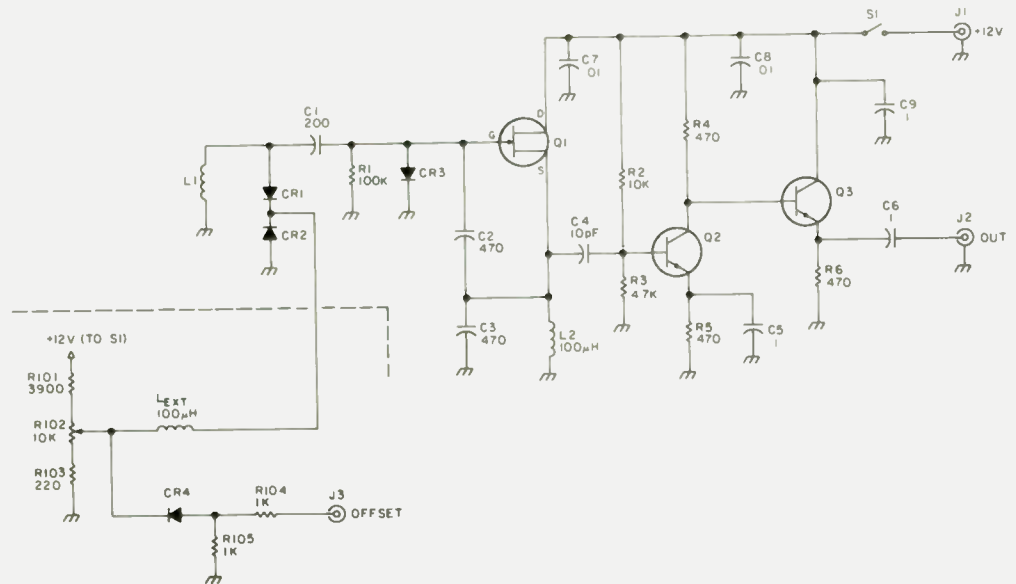 S1
J1
+12V
C7
.01
C8
.01
C9
.1
C1
200
D
G
Q1
S
R4
470
L1
CR1
CR2
R1
100K
CR3
R2
10K
Q3
C2
470
C4
10pF
Q2
C6
.1
J2
OUT
R3
4.7K
R6
470
C3
470
L2
100µH
R5
470
C5
.1
+12V (TO S1)
R101
3900
LEXT
100µH
R102
10K
R103
220
CR4
R104
1K
J3
OFFSET
R105
1K